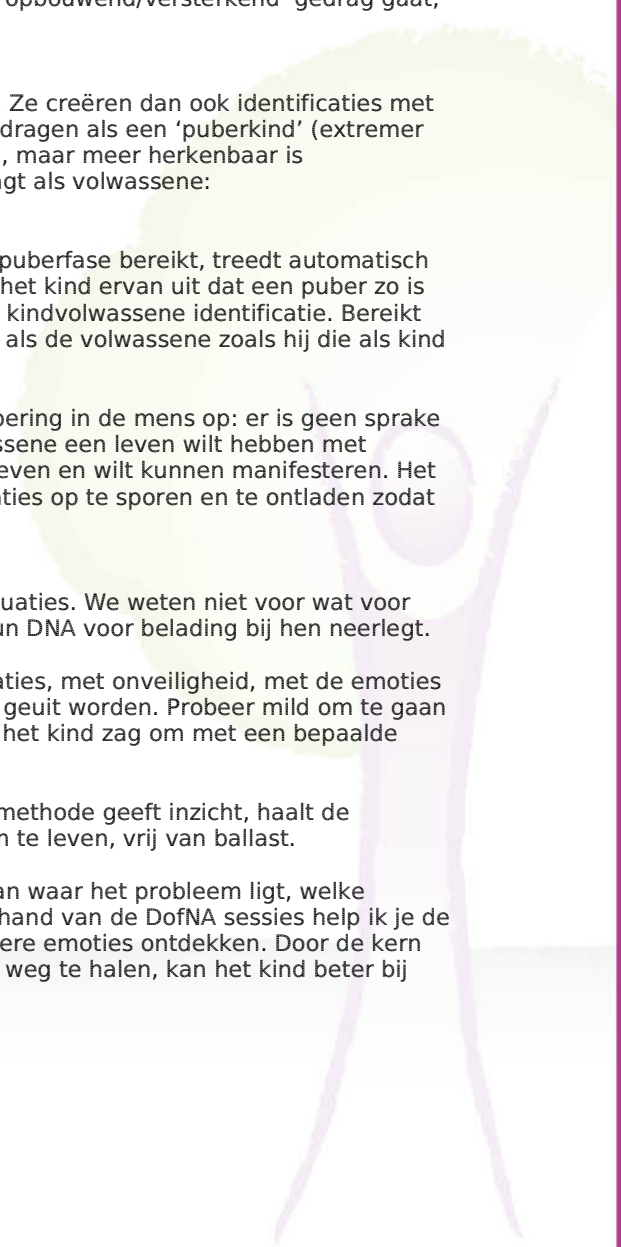 opbouwend/versterkend' gedrag gaat,
Ze creëren dan ook identificaties met
dragen als een ‘puberkind’ (extremer
, maar meer herkenbaar is
gt als volwassene:
puberfase bereikt, treedt automatisch
het kind ervan uit dat een puber zo is
kindvolwassene identificatie. Bereikt
als de volwassene zoals hij die als kind
oering in de mens op: er is geen sprake
ssene een leven wilt hebben met
even en wilt kunnen manifesteren. Het
ties op te sporen en te ontladen zodat
uaties. We weten niet voor wat voor
un DNA voor belading bij hen neerlegt.
aties, met onveiligheid, met de emoties
geuit worden. Probeer mild om te gaan
het kind zag om met een bepaalde
methode geeft inzicht, haalt de
n te leven, vrij van ballast.
an waar het probleem ligt, welke
hand van de DofNA sessies help ik je de
ere emoties ontdekken. Door de kern
weg te halen, kan het kind beter bij